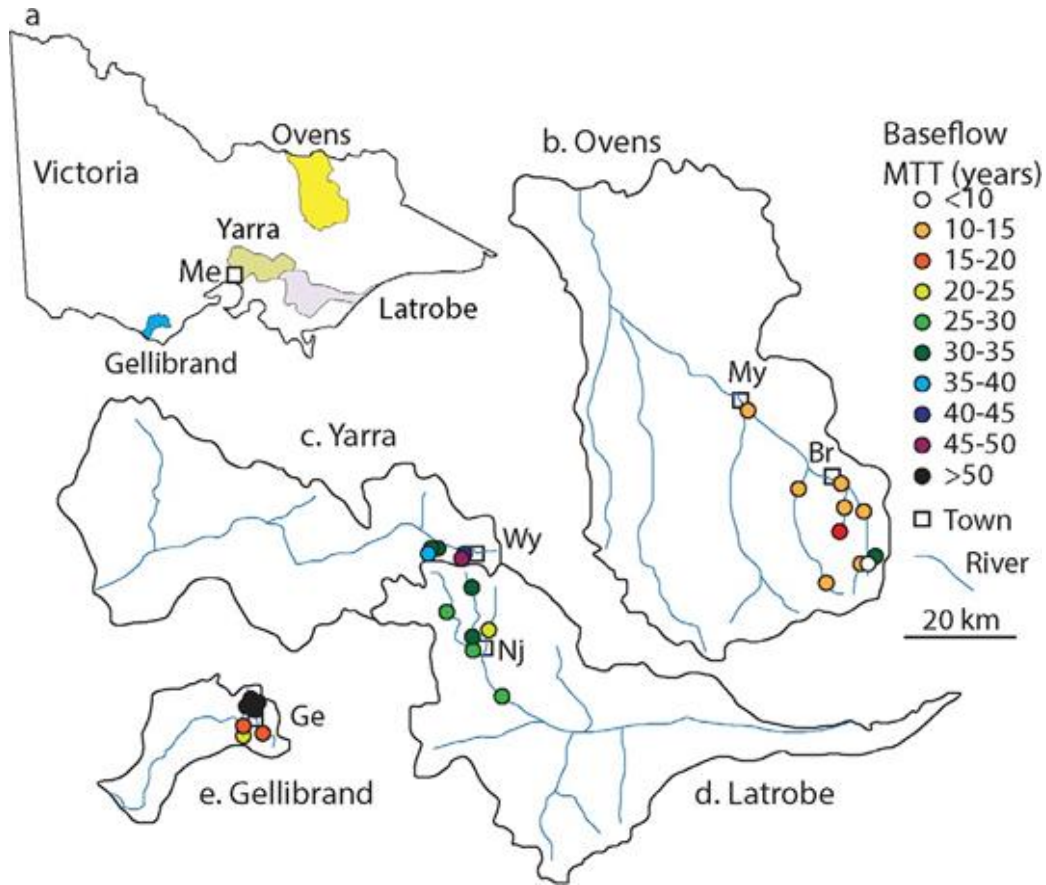 a
Victoria
Ovens
Yarra
Me
Latrobe
Gellibrand
b. Ovens
My
Br
Baseflow
MTT (years)
<10
10-15
15-20
20-25
25-30
30-35
35-40
40-45
45-50
>50
Town
River
20 km
c. Yarra
Wy
Nj
d. Latrobe
Ge
e. Gellibrand